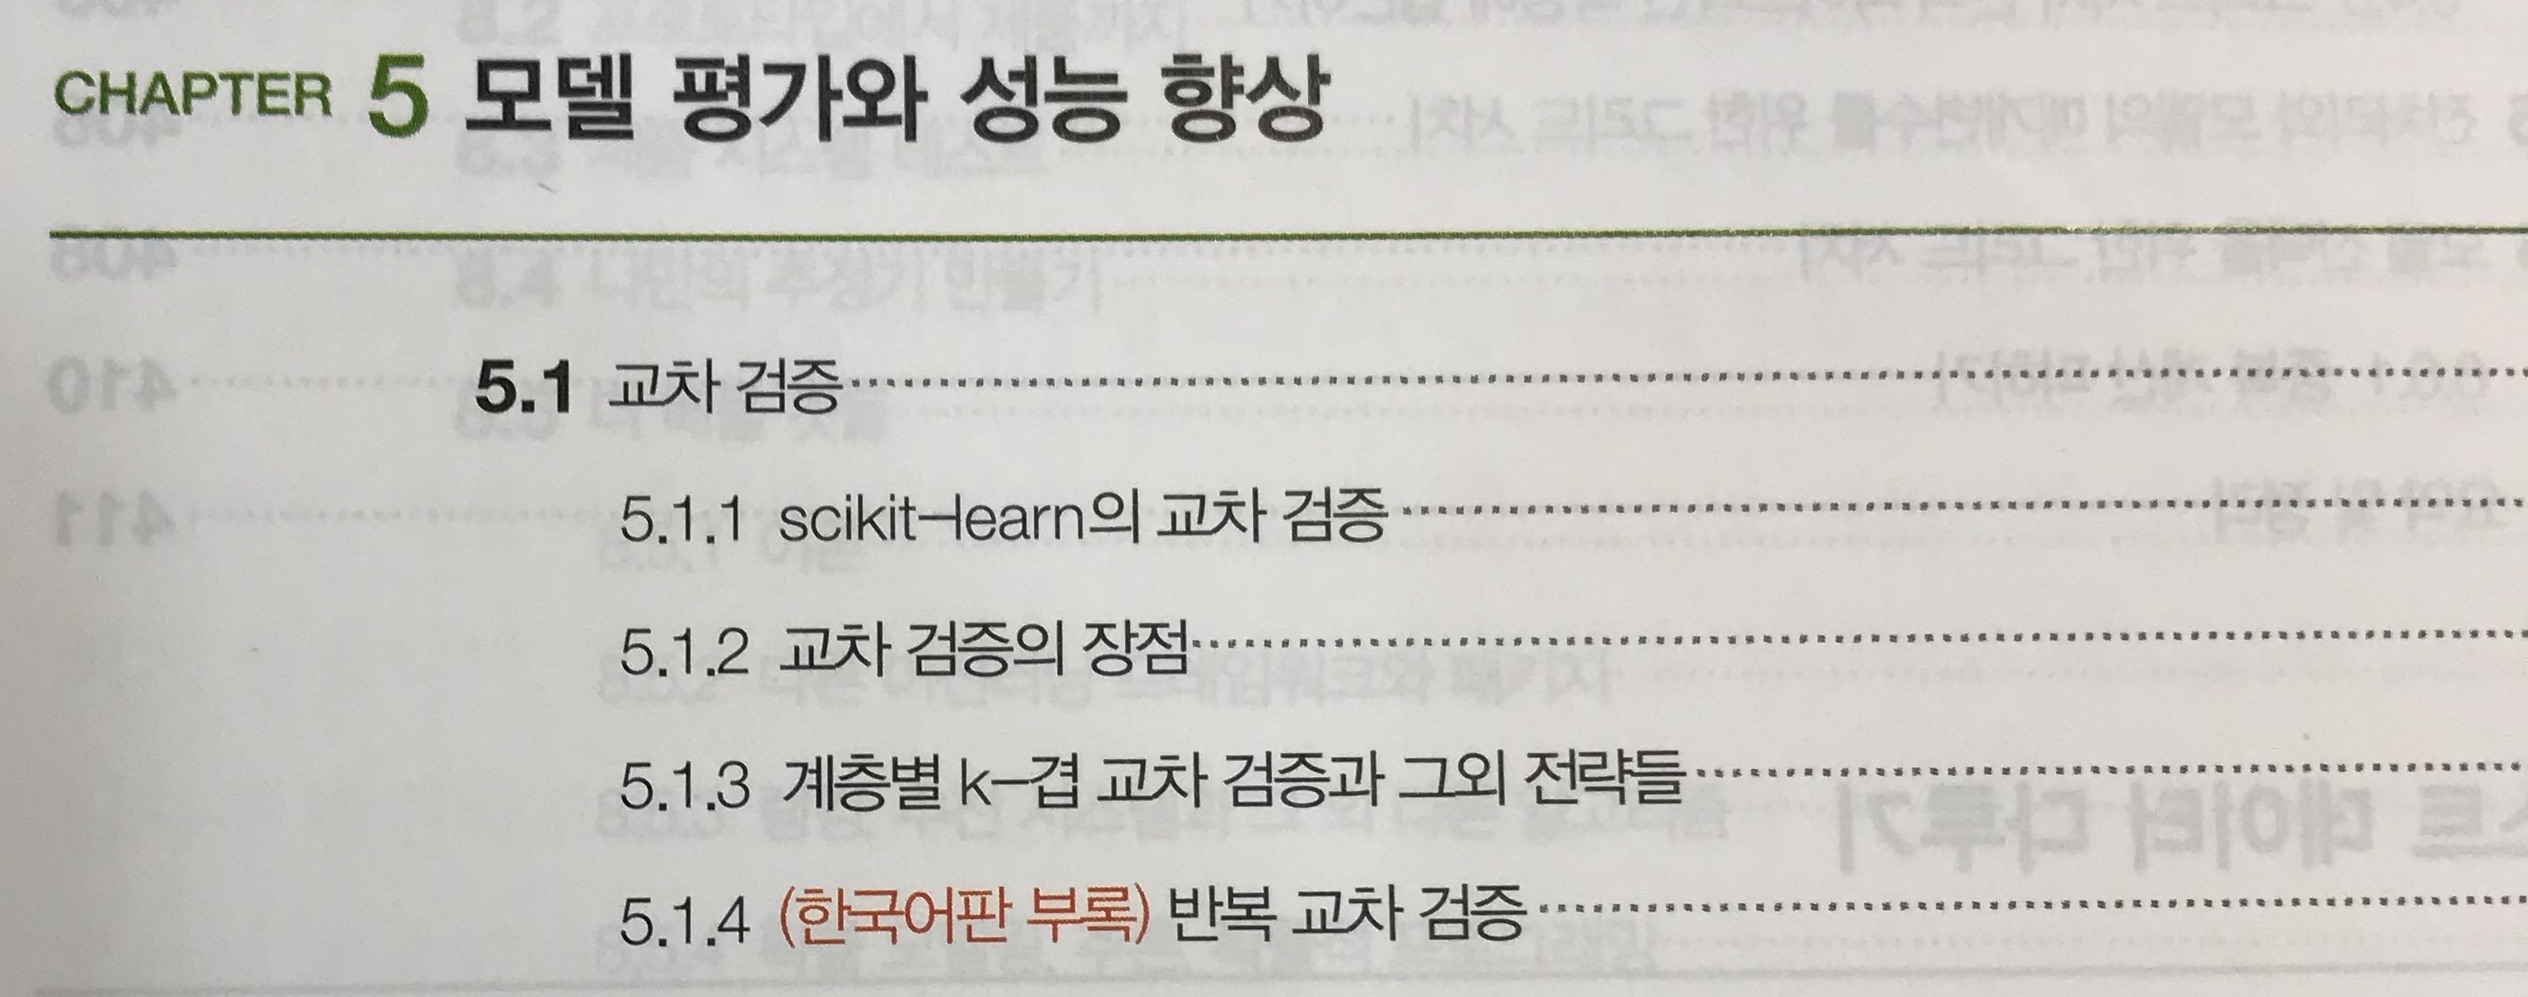 CHAPTER 5 모델 평가와 성능 향상
5.1 교차 검증
5.1.1 scikit-learn의 교차 검증
5.1.2 교차 검증의 장점
5.1.3 계층별 k-겹 교차 검증과 그외 전략들
5.1.4 (한국어판 부록) 반복 교차 검증